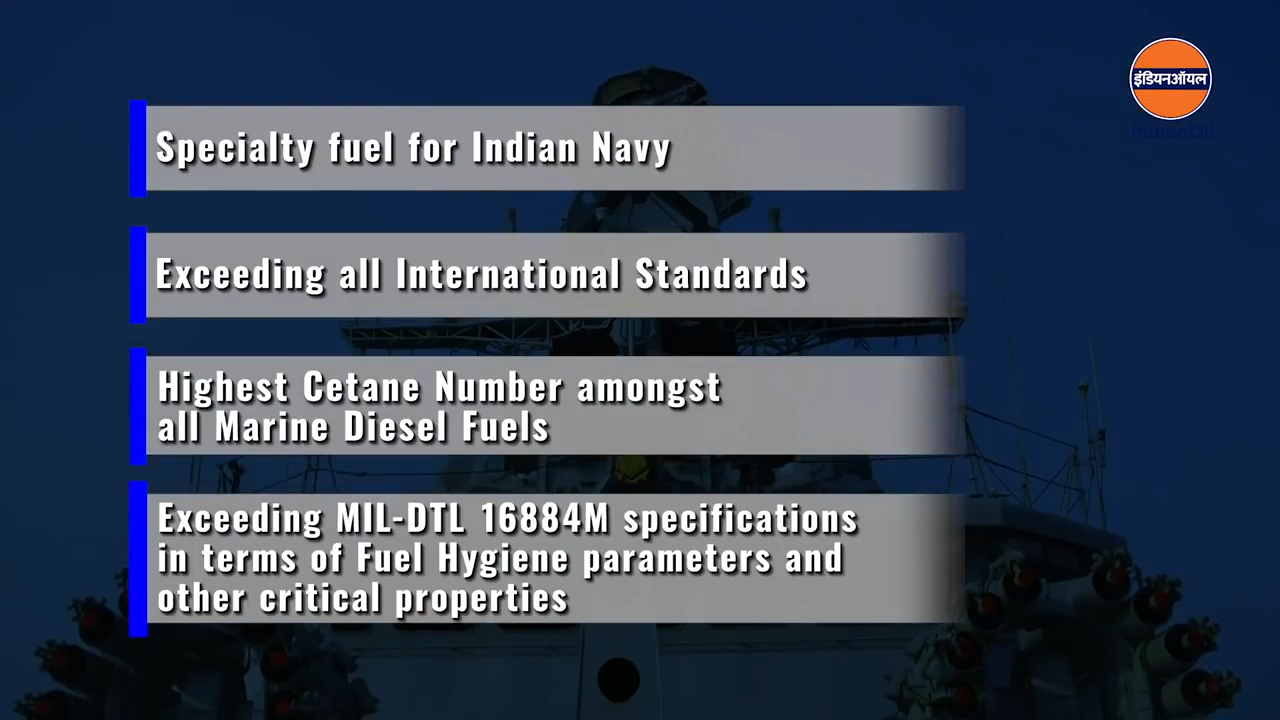 इंडियनऑयल
IndianOil
Specialty fuel for Indian Navy
Exceeding all International Standards
Highest Cetane Number amongst
all Marine Diesel Fuels
Exceeding MIL-DTL 16884M specifications
in terms of Fuel Hygiene parameters and
other critical properties